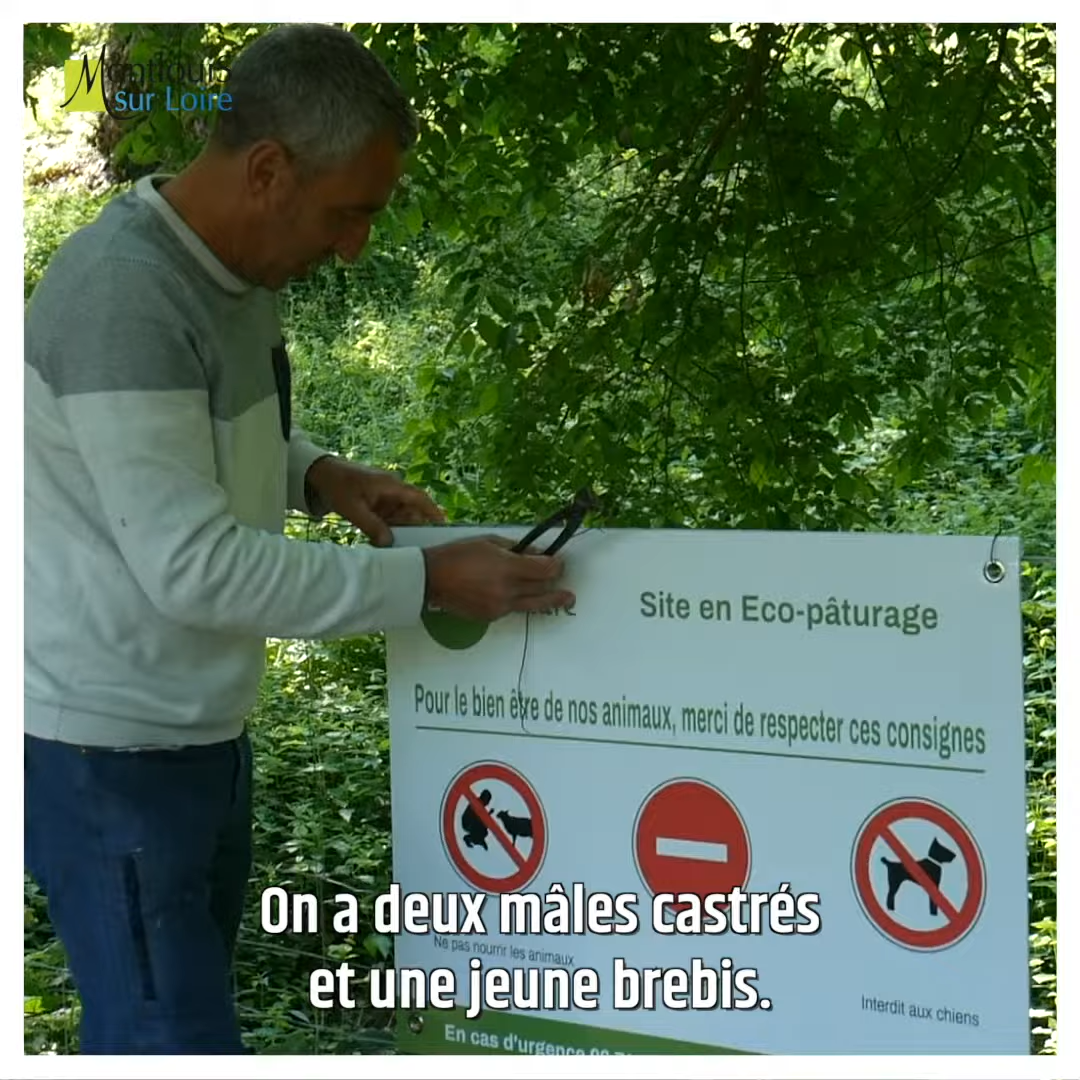 Montlouis
sur Loire
Site en Eco-pâturage
Pour le bien être de nos animaux, merci de respecter ces consignes
On a deux mâles castrés
Ne pas nourrir les animaux
et une jeune brebis.
Interdit aux chiens
En cas d'urgence